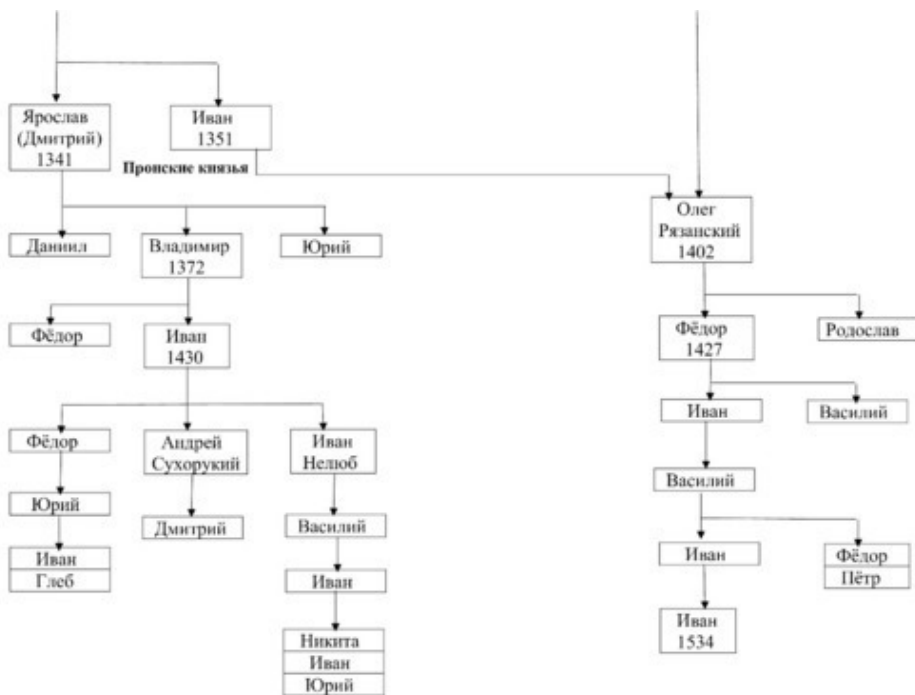 Ярослав
(Дмитрий)
1341
Иван
1351
Пронские князья
Олег
Рязанский
1402
Даниил
Владимир
1372
Юрий
Фёдор
Иван
1430
Фёдор
1427
Родослав
Иван
Василий
Фёдор
Андрей
Сухорукий
Иван
Нелюб
Василий
Юрий
Дмитрий
Василий
Иван
Фёдор
Пётр
Иван
Глеб
Иван
Иван
1534
Никита
Иван
Юрий